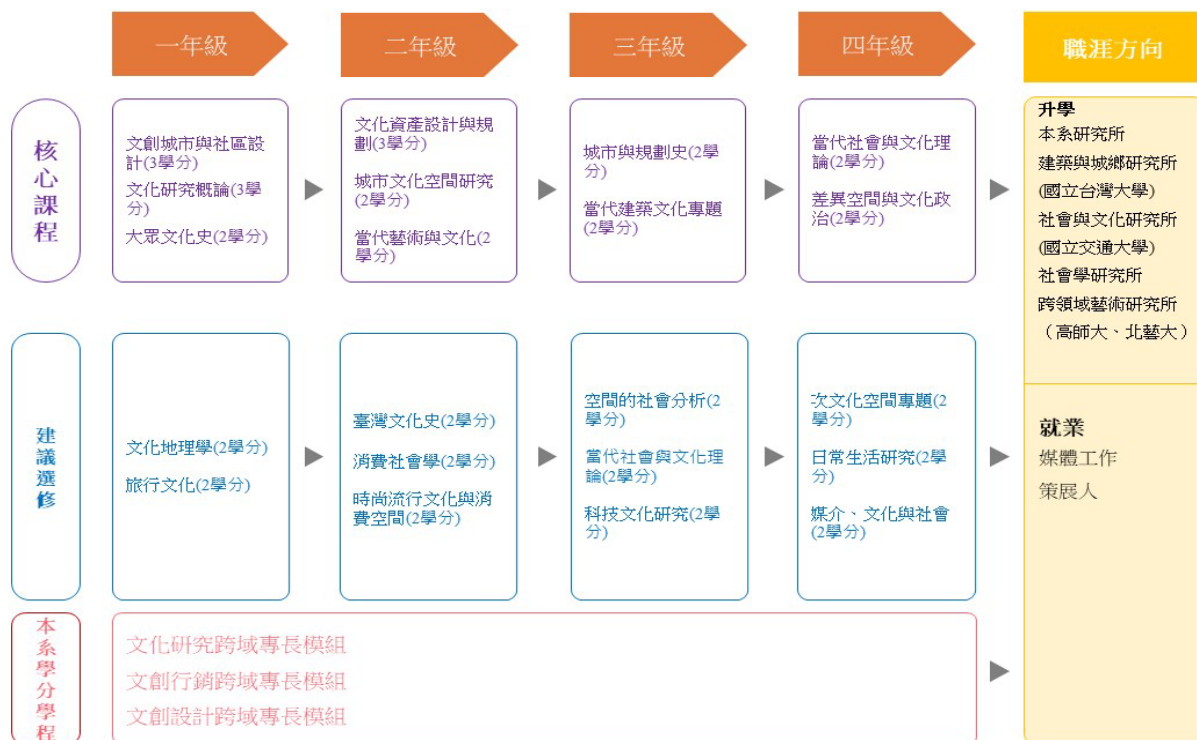 一年級
二年級
三年級
四年級
職涯方向
核心課程
文創城市與社區設
計(3學分)
文化研究概論(3學
分)
大眾文化史(2學分)
文化資產設計與規
劃(3學分)
城市文化空間研究
(2學分)
當代藝術與文化(2
學分)
城市與規劃史(2學
分)
當代建築文化專題
(2學分)
當代社會與文化理
論(2學分)
差異空間與文化政
治(2學分)
升學
本系研究所
建築與城鄉研究所
(國立台灣大學)
社會與文化研究所
(國立交通大學)
社會學研究所
跨領域藝術研究所
（高師大、北藝大）
建議選修
文化地理學(2學分)
旅行文化(2學分)
臺灣文化史(2學分)
消費社會學(2學分)
時尚流行文化與消
費空間(2學分)
空間的社會分析(2
學分)
當代社會與文化理
論(2學分)
科技文化研究(2學
分)
次文化空間專題(2
學分)
日常生活研究(2學
分)
媒介、文化與社會
(2學分)
就業
媒體工作
策展人
本系學分學程
文化研究跨域專長模組
文創行銷跨域專長模組
文創設計跨域專長模組